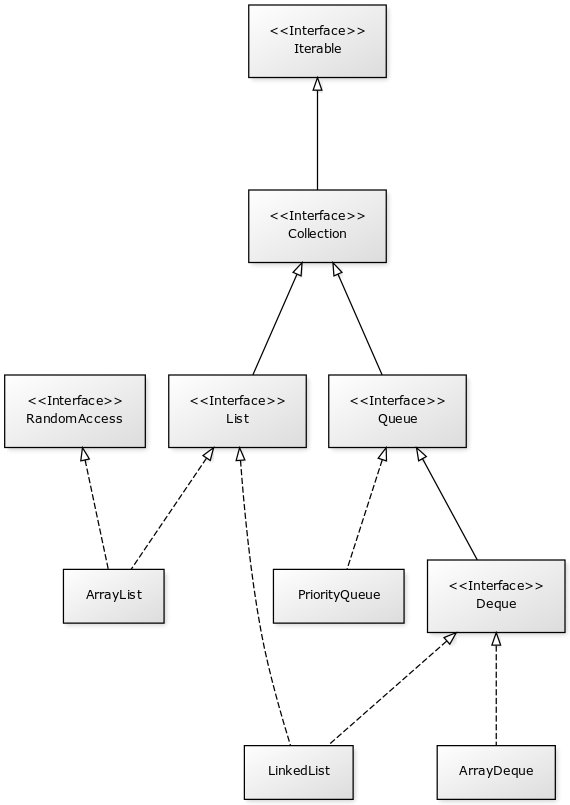 <<Interface>>
Iterable
<<Interface>>
Collection
<<Interface>>
RandomAccess
<<Interface>>
List
<<Interface>>
Queue
ArrayList
PriorityQueue
<<Interface>>
Deque
LinkedList
ArrayDeque